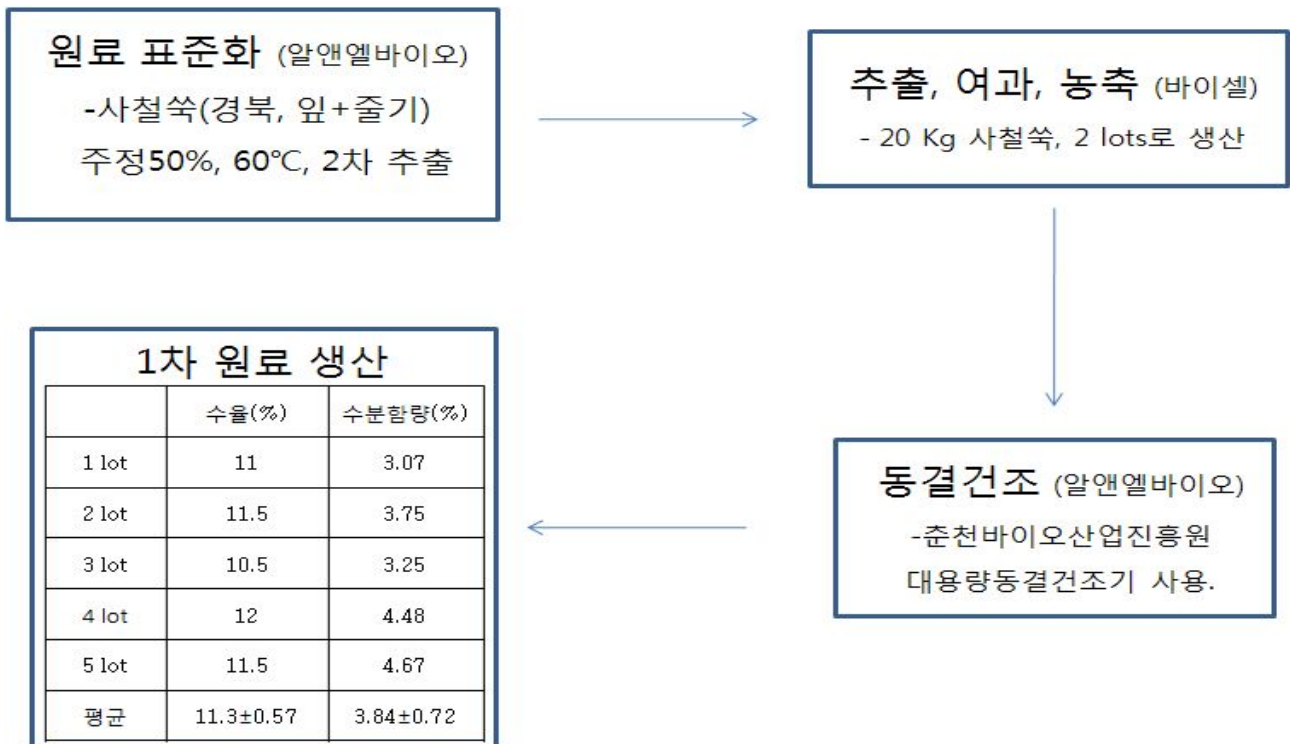 원료 표준화 (알앤엘바이오)
-사철쑥(경북, 잎+줄기)
주정50%, 60℃, 2차 추출
추출, 여과, 농축 (바이셀)
- 20 Kg 사철쑥, 2 lots로 생산
동결건조 (알앤엘바이오)
-춘천바이오산업진흥원
대용량동결건조기 사용.
1차 원료 생산
수율(%) 수분함량(%)
1 lot 11 3.07
2 lot 11.5 3.75
3 lot 10.5 3.25
4 lot 12 4.48
5 lot 11.5 4.67
평균 11.3±0.57 3.84±0.72